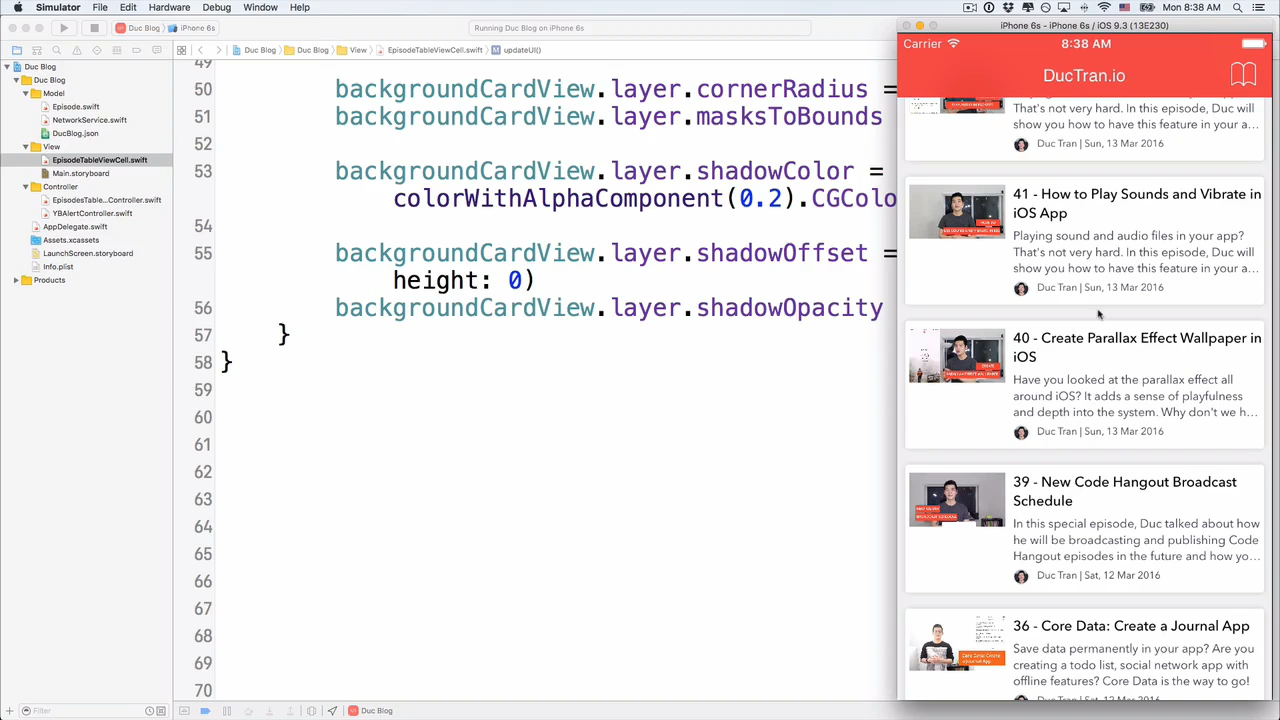 Simulator File Edit Hardware Debug Window Help
Mon 8:38 AM
Duc Blog iPhone 6s
Running Duc Blog on iPhone 6s
Duc Blog Duc Blog View EpisodeTableViewCell.swift updateUI()
Duc Blog
Duc Blog
Model
Episode.swift
NetworkService.swift
DucBlog.json
View
EpisodeTableViewCell.swift
Main.storyboard
Controller
EpisodesTable...Controller.swift
YBAlertController.swift
AppDelegate.swift
Assets.xcassets
LaunchScreen.storyboard
Info.plist
Products
Filter
49
50 backgroundCardView.layer.cornerRadius =
51 backgroundCardView.layer.masksToBounds
52
53 backgroundCardView.layer.shadowColor =
colorWithAlphaComponent(0.2).CGColo
54
55 backgroundCardView.layer.shadowOffset =
height: 0)
56 backgroundCardView.layer.shadowOpacity
57 }
58 }
59
60
61
62
63
64
65
66
67
68
69
70
Duc Blog
iPhone 6s - iPhone 6s / iOS 9.3 (13E230)
Carrier 8:38 AM
DucTran.io
That's not very hard. In this episode, Duc will
show you how to have this feature in your a...
Duc Tran | Sun, 13 Mar 2016
41 - How to Play Sounds and Vibrate in
iOS App
Playing sound and audio files in your app?
That's not very hard. In this episode, Duc will
show you how to have this feature in your a...
Duc Tran | Sun, 13 Mar 2016
40 - Create Parallax Effect Wallpaper in
iOS
Have you looked at the parallax effect all
around iOS? It adds a sense of playfulness
and depth into the system. Why don't we h...
Duc Tran | Sun, 13 Mar 2016
39 - New Code Hangout Broadcast
Schedule
In this special episode, Duc talked about how
he will be broadcasting and publishing Code
Hangout episodes in the future and how yo...
Duc Tran | Sat, 12 Mar 2016
36 - Core Data: Create a Journal App
Save data permanently in your app? Are you
creating a todo list, social network app with
offline features? Core Data is the way to go!
Duc Tran | Sat, 12 Mar 2016